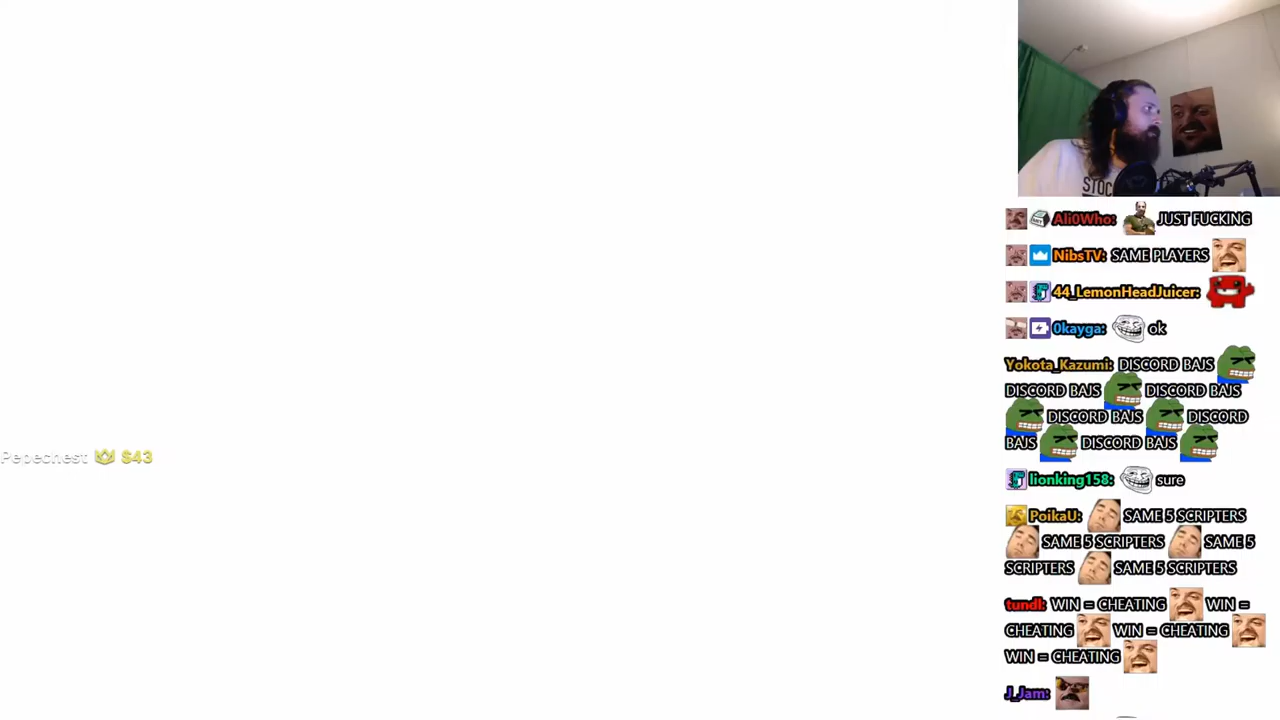 STOC
Ali0Who: JUST FUCKING
NibsTV: SAME PLAYERS
44_LemonHeadJuicer:
0kayga: ok
Yokota_Kazumi: DISCORD BAJS
DISCORD BAJS DISCORD BAJS
DISCORD BAJS DISCORD
BAJS DISCORD BAJS
Pepechest $43
lionking158: sure
PoikaU: SAME 5 SCRIPTERS
SAME 5 SCRIPTERS SAME 5
SCRIPTERS SAME 5 SCRIPTERS
tundl: WIN = CHEATING WIN =
CHEATING WIN = CHEATING
WIN = CHEATING
J_Jam: